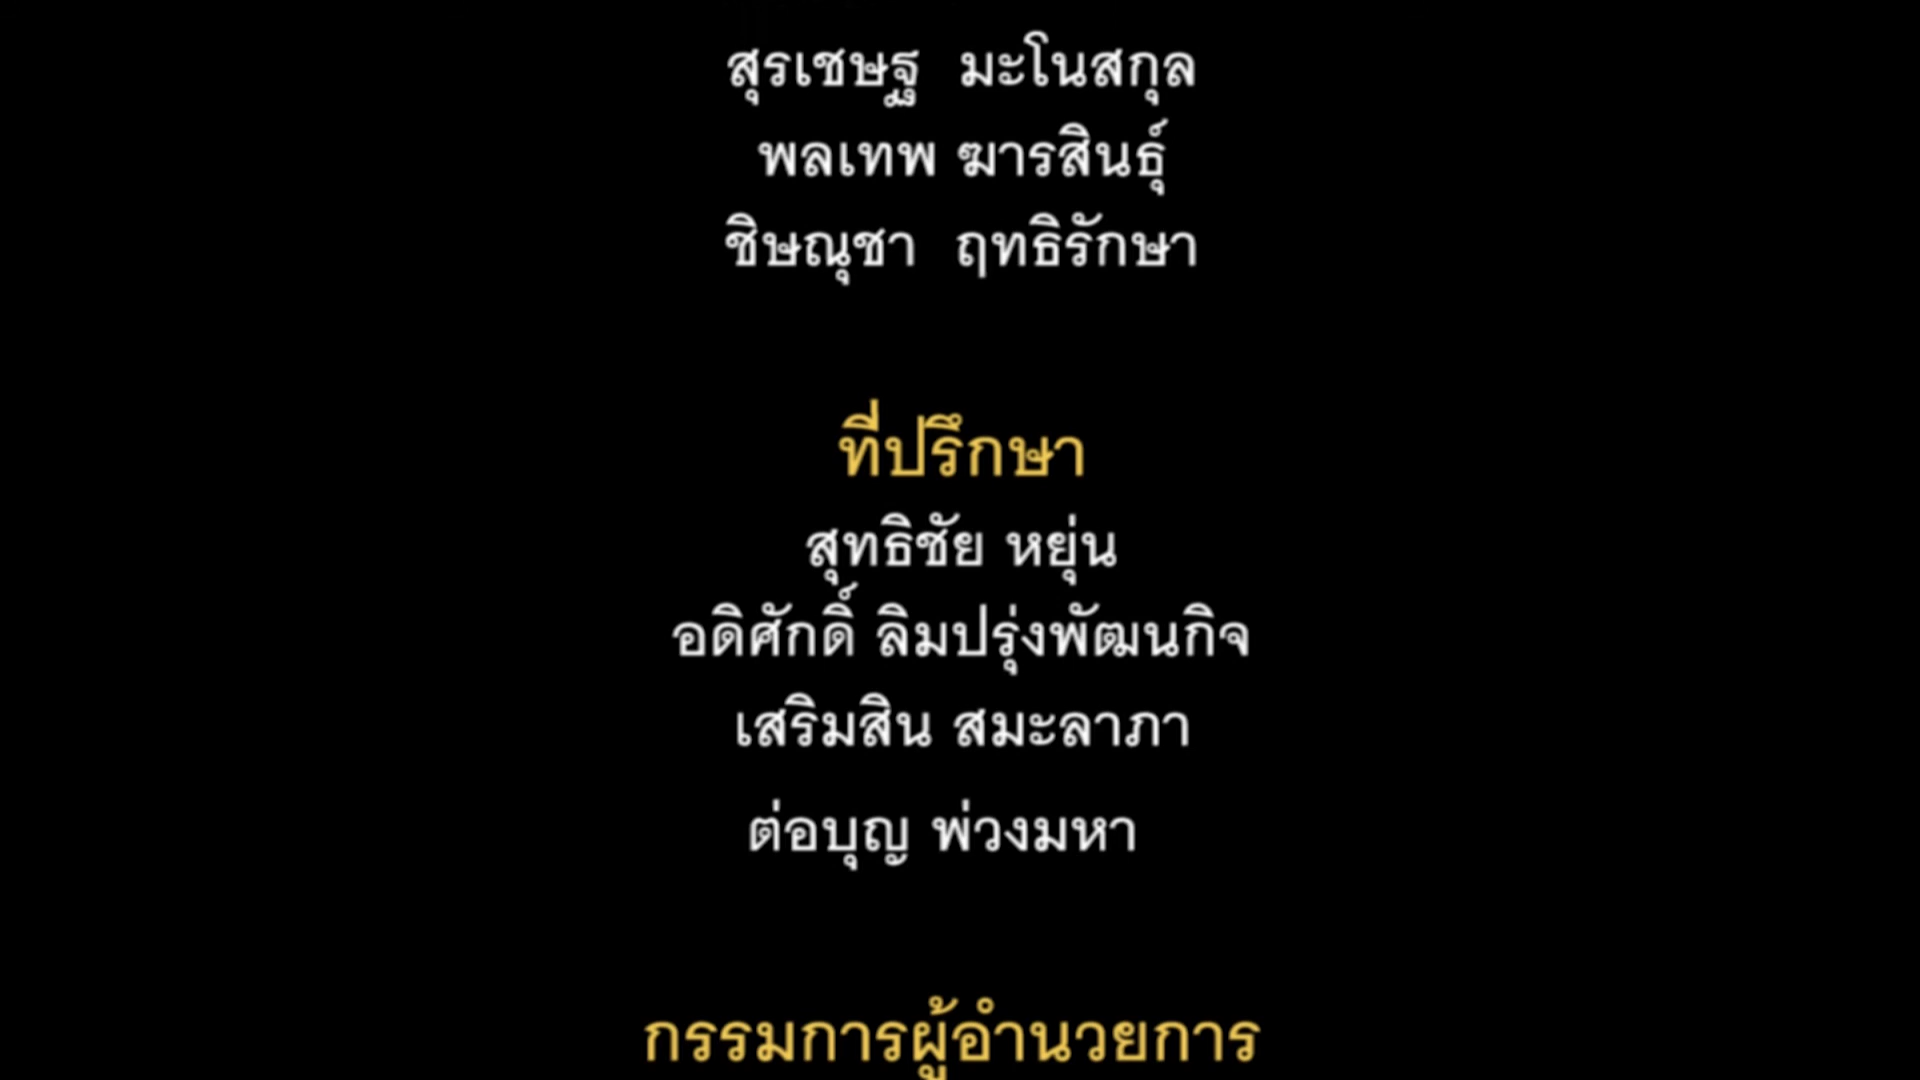 สุรเชษฐ มะโนสกุล
พลเทพ ฆารสินธุ์
ชิษณุชา ฤทธิรักษา
ที่ปรึกษา
สุทธิชัย หยุ่น
อดิศักดิ์ ลิมปรุ่งพัฒนกิจ
เสริมสิน สมะลาภา
ต่อบุญ พ่วงมหา
กรรมการผู้อำนวยการ